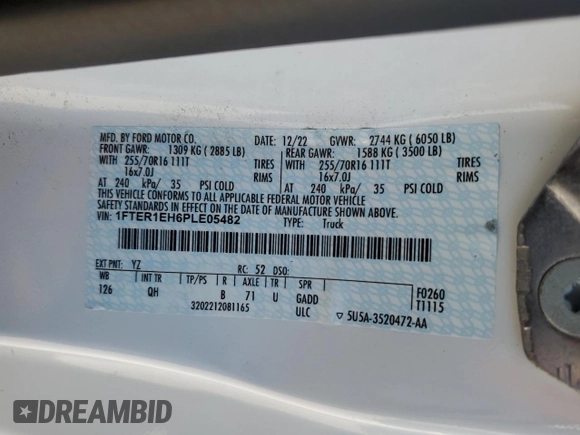 MFD. BY FORD MOTOR CO.
DATE: 12/22 GVWR: 2744 KG ( 6050 LB)
FRONT GAWR: 1309 KG ( 2885 LB) REAR GAWR: 1588 KG ( 3500 LB)
WITH 255/70R16 111T TIRES WITH 255/70R16 111T TIRES
16x7.0J RIMS 16x7.0J RIMS
AT 240 kPa/ 35 PSI COLD AT 240 kPa/ 35 PSI COLD
THIS VEHICLE CONFORMS TO ALL APPLICABLE FEDERAL MOTOR VEHICLE
SAFETY STANDARDS IN EFFECT ON THE DATE OF MANUFACTURE SHOWN ABOVE.
VIN: 1FTER1EH6PLE05482 TYPE: Truck
EXT PNT: YZ RC: 52 DSO:
WB INT TR TP/PS R AXLE TR SPR
126 QH B 71 U GADD
ULC
F0260
T1115
3202212081165
▽ 5U5A-3520472-AA
DREAMBID